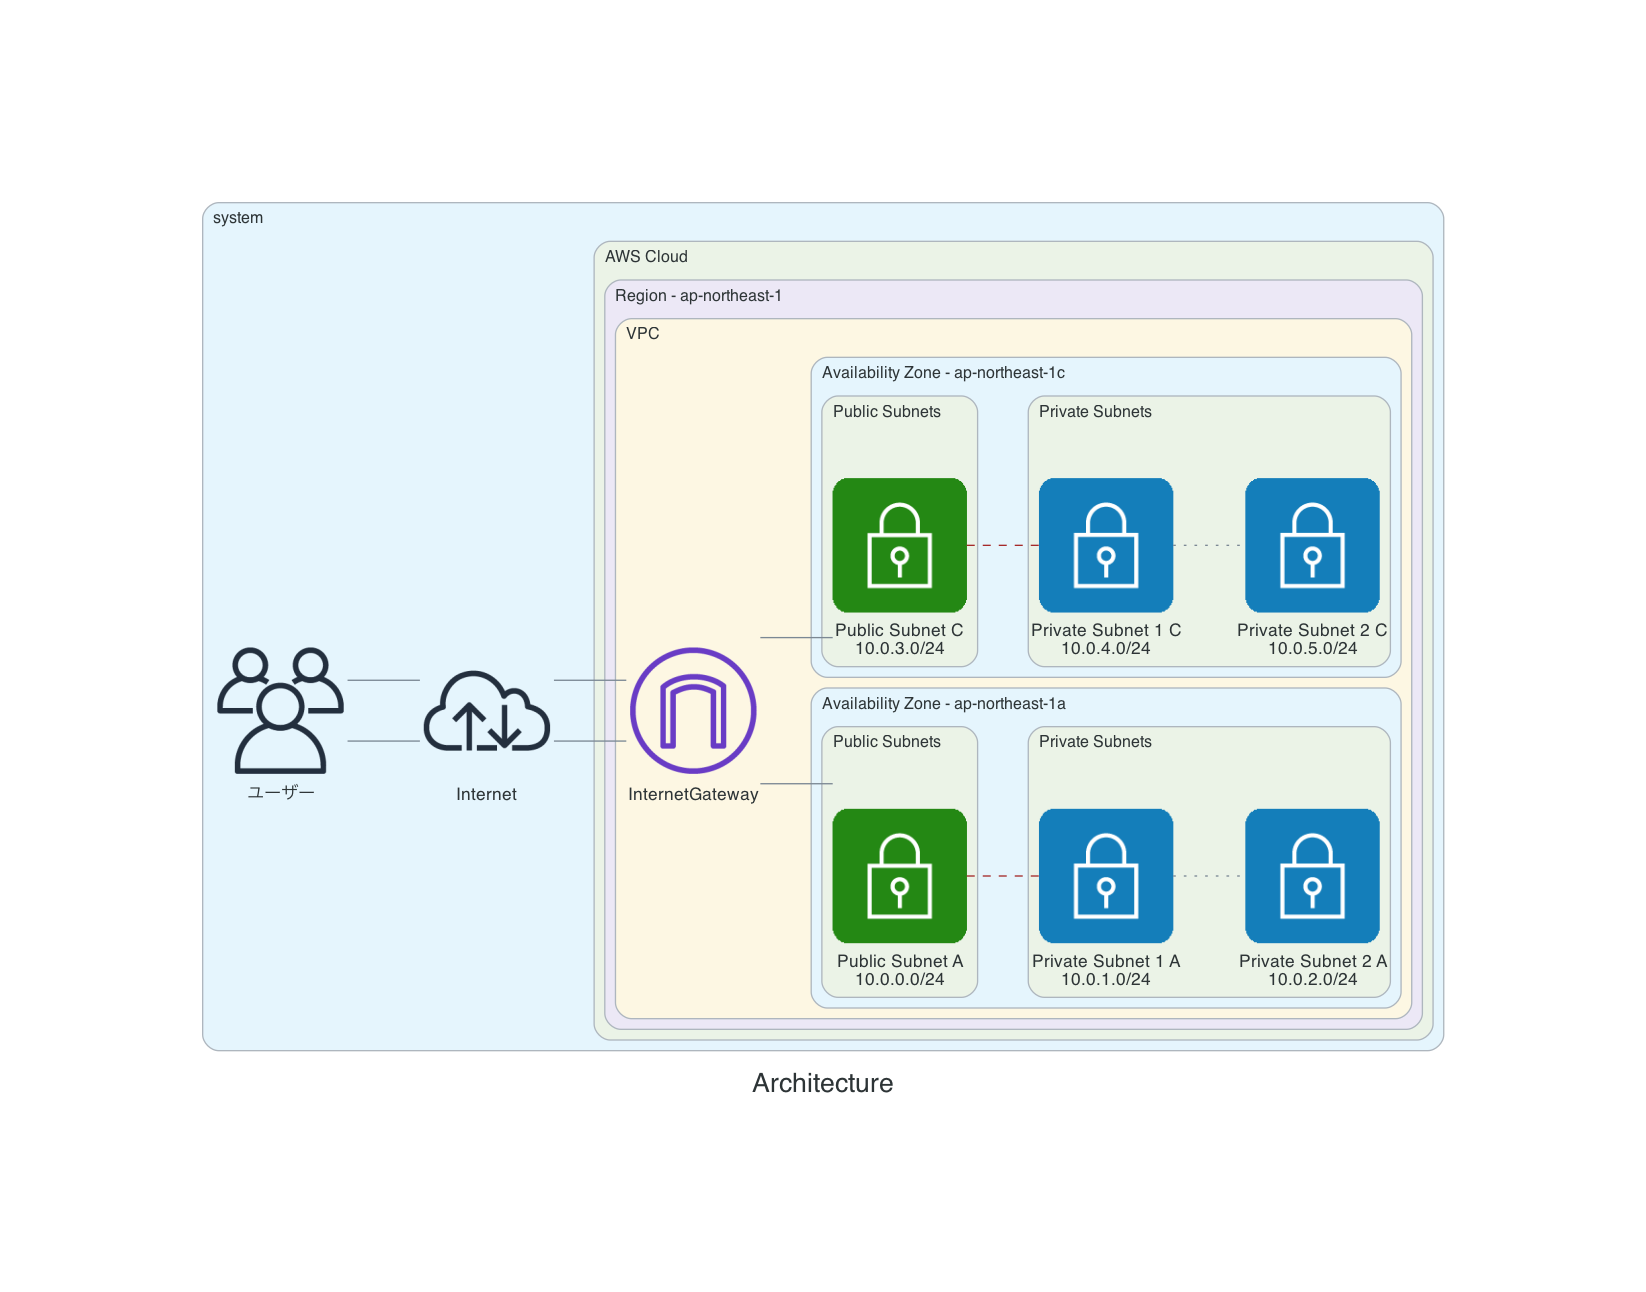 system
AWS Cloud
Region - ap-northeast-1
VPC
Availability Zone - ap-northeast-1c
Public Subnets
Private Subnets
Public Subnet C
10.0.3.0/24
Private Subnet 1 C
10.0.4.0/24
Private Subnet 2 C
10.0.5.0/24
ユーザー
Internet
InternetGateway
Availability Zone - ap-northeast-1a
Public Subnets
Private Subnets
Public Subnet A
10.0.0.0/24
Private Subnet 1 A
10.0.1.0/24
Private Subnet 2 A
10.0.2.0/24
Architecture